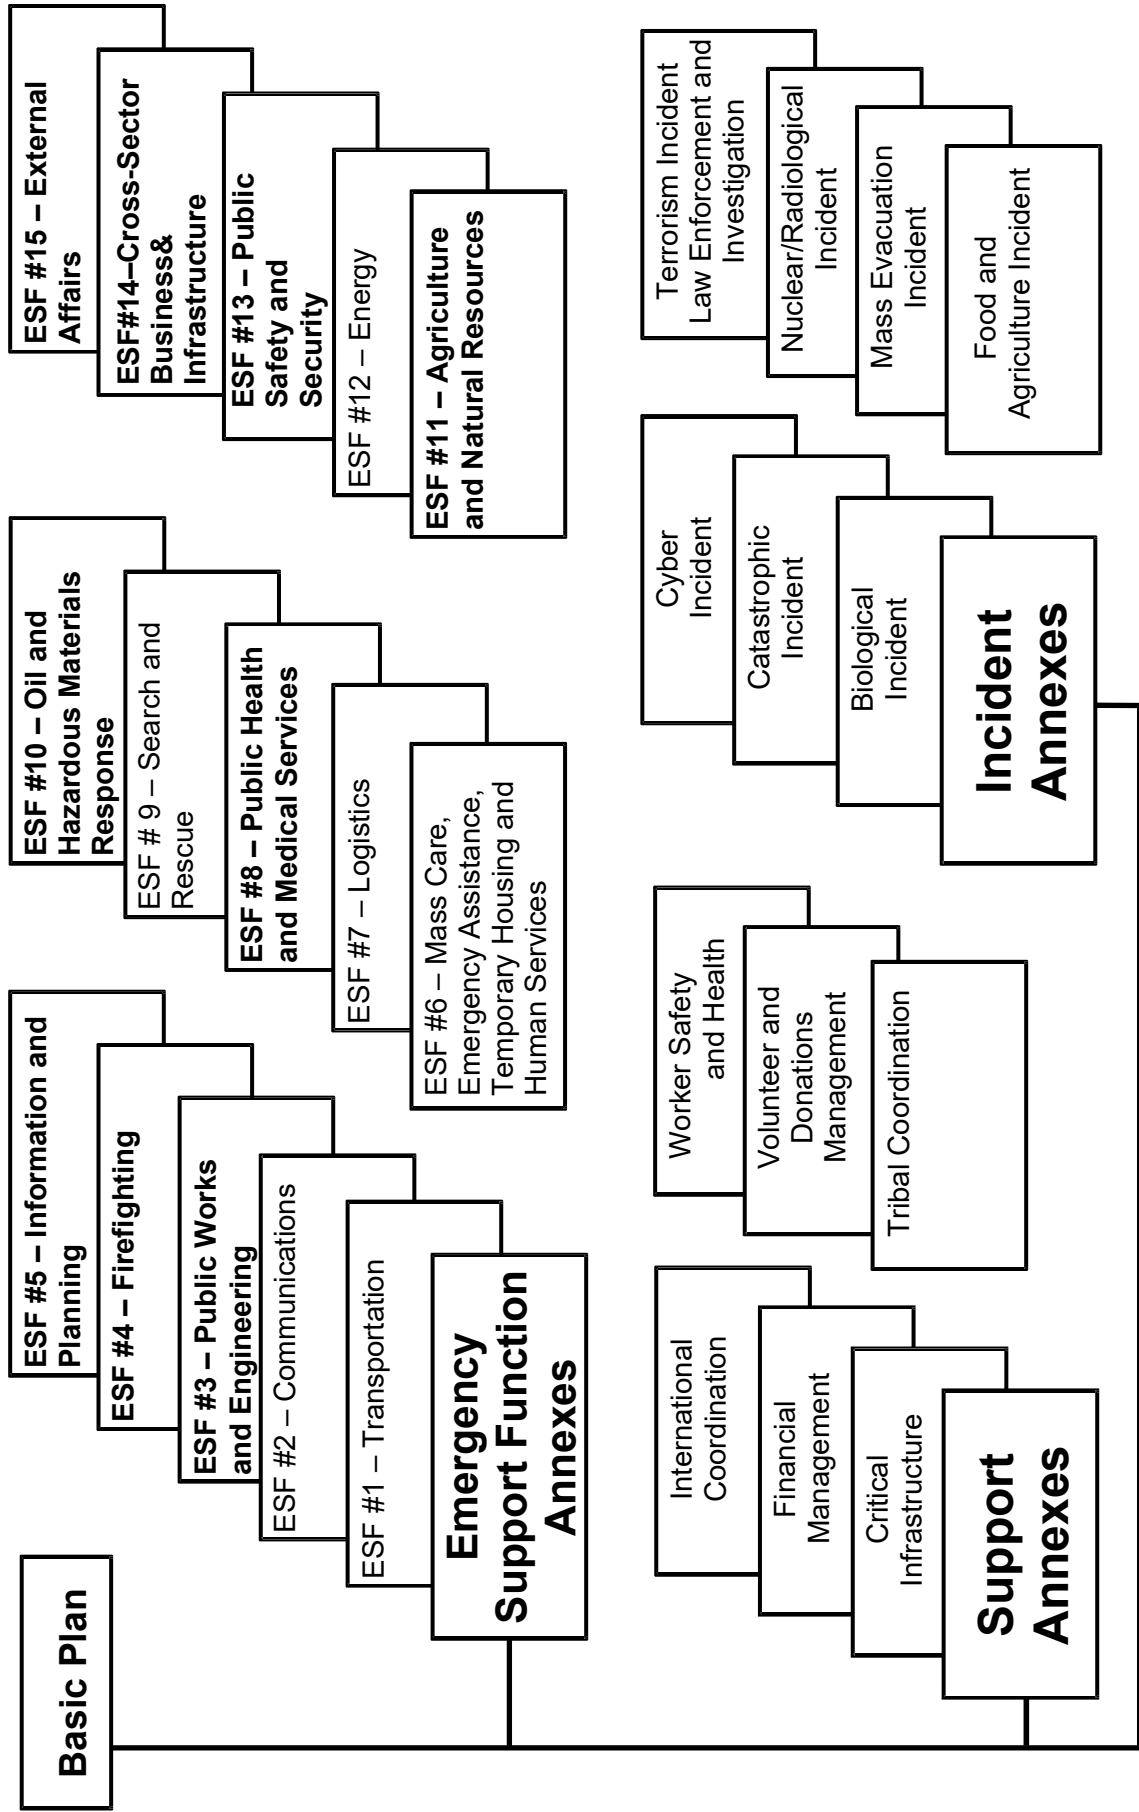 Basic Plan
ESF #5 – Information and
Planning
ESF #4 – Firefighting
ESF #3 – Public Works
and Engineering
ESF #2 – Communications
ESF #1 – Transportation
Emergency
Support Function
Annexes
ESF #10 – Oil and
Hazardous Materials
Response
ESF # 9 – Search and
Rescue
ESF #8 – Public Health
and Medical Services
ESF #7 – Logistics
ESF #6 – Mass Care,
Emergency Assistance,
Temporary Housing and
Human Services
ESF #15 – External
Affairs
ESF#14–Cross-Sector
Business&
Infrastructure
ESF #13 – Public
Safety and
Security
ESF #12 – Energy
ESF #11 – Agriculture
and Natural Resources
International
Coordination
Financial
Management
Critical
Infrastructure
Support
Annexes
Worker Safety
and Health
Volunteer and
Donations
Management
Tribal Coordination
Cyber
Incident
Catastrophic
Incident
Biological
Incident
Incident
Annexes
Terrorism Incident
Law Enforcement and
Investigation
Nuclear/Radiological
Incident
Mass Evacuation
Incident
Food and
Agriculture Incident